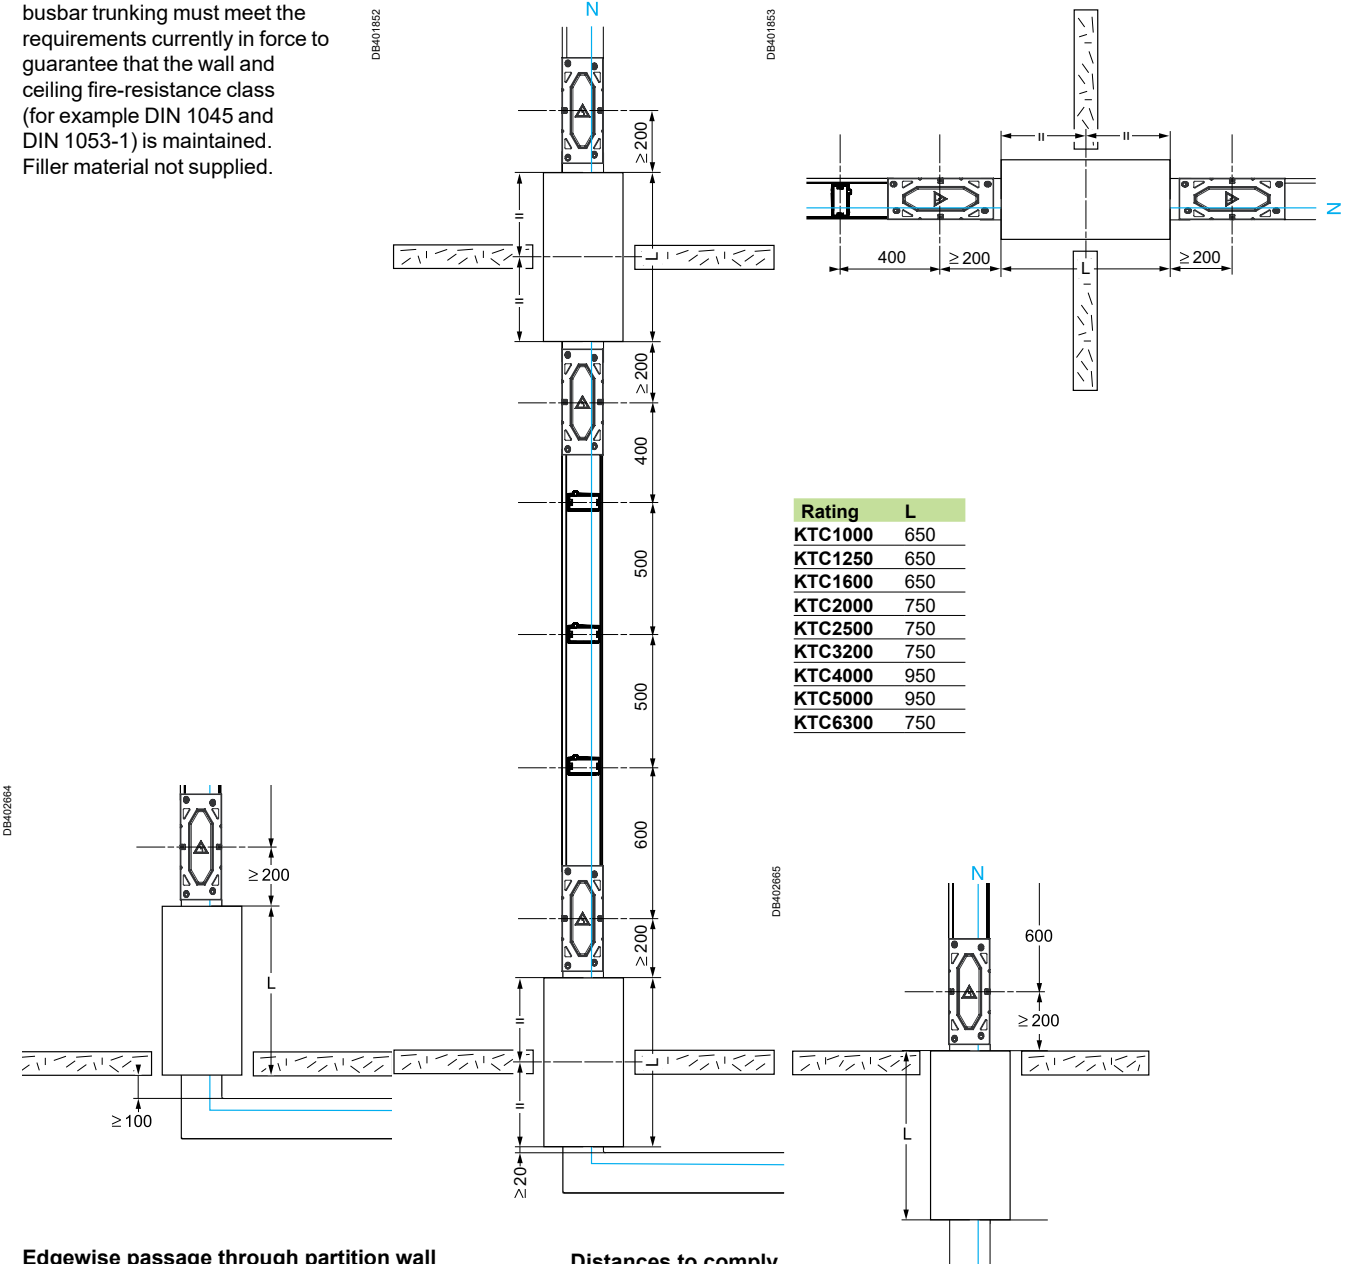 busbar trunking must meet the
requirements currently in force to
guarantee that the wall and
ceiling fire-resistance class
(for example DIN 1045 and
DIN 1053-1) is maintained.
Filler material not supplied.
DB401852
N
≥ 200
=
=
L
≥ 200
400
500
500
600
≥ 200
=
=
L
≥ 20
DB401853
=
=
N
400
≥ 200
L
≥ 200
Rating L
KTC1000 650
KTC1250 650
KTC1600 650
KTC2000 750
KTC2500 750
KTC3200 750
KTC4000 950
KTC5000 950
KTC6300 750
DB402664
≥ 200
L
≥ 100
DB402665
N
600
≥ 200
L
Edgewise passage through partition wall
Distances to comply